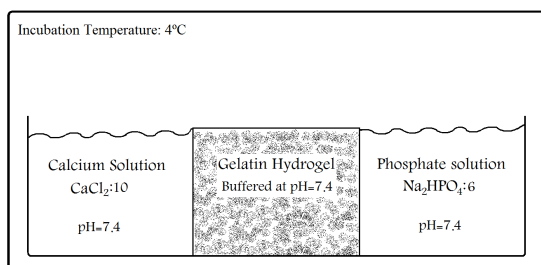 Incubation Temperature: 4ºC
Calcium Solution
CaCl₂:10
pH=7.4
Gelatin Hydrogel
Buffered at pH=7.4
Phosphate solution
Na₂HPO₄:6
pH=7.4